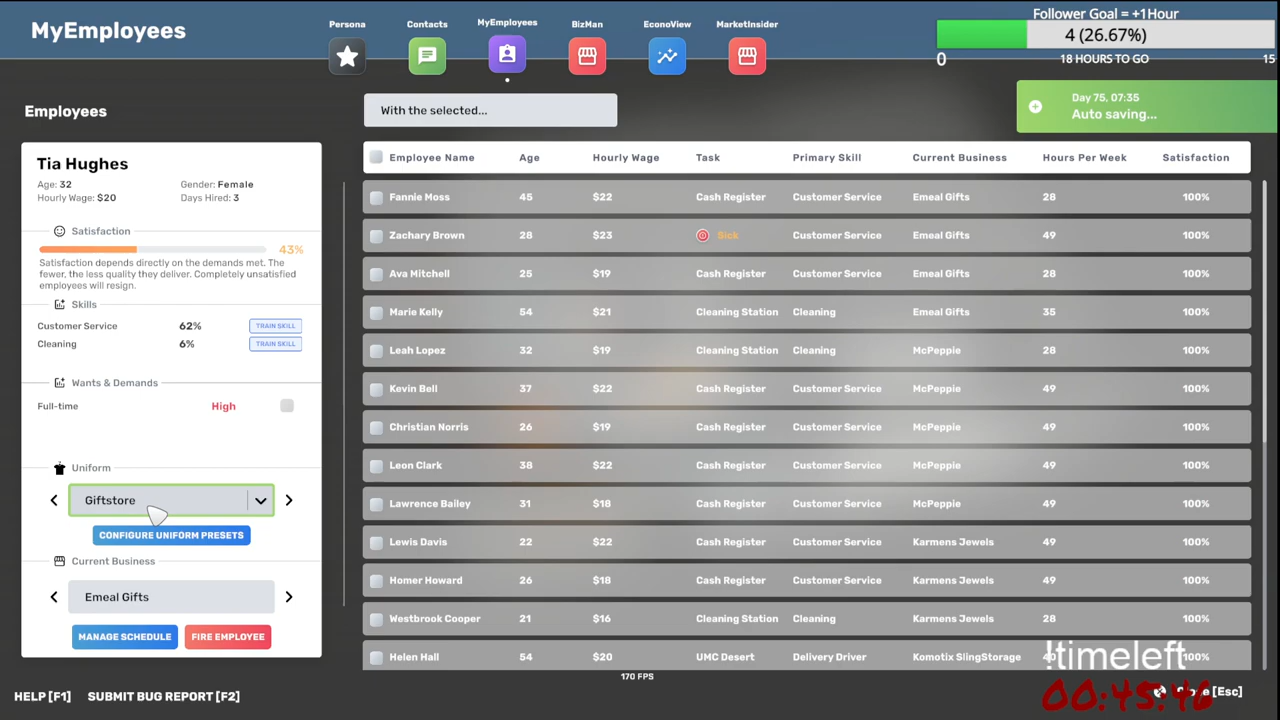 MyEmployees
Persona
Contacts
MyEmployees
BizMan
EconoView
MarketInsider
Follower Goal = +1Hour
4 (26.67%)
0
18 HOURS TO GO
15
Employees
With the selected...
Day 75, 07:35
Auto saving...
Tia Hughes
Age: 32
Gender: Female
Hourly Wage: $20
Days Hired: 3
Satisfaction
43%
Satisfaction depends directly on the demands met. The
fewer, the less quality they deliver. Completely unsatisfied
employees will resign.
Skills
Customer Service 62% TRAIN SKILL
Cleaning 6% TRAIN SKILL
Wants & Demands
Full-time High
Uniform
Giftstore
CONFIGURE UNIFORM PRESETS
Current Business
Emeal Gifts
MANAGE SCHEDULE FIRE EMPLOYEE
Employee Name Age Hourly Wage Task Primary Skill Current Business Hours Per Week Satisfaction
Fannie Moss 45 $22 Cash Register Customer Service Emeal Gifts 28 100%
Zachary Brown 28 $23 Sick Customer Service Emeal Gifts 49 100%
Ava Mitchell 25 $19 Cash Register Customer Service Emeal Gifts 28 100%
Marie Kelly 54 $21 Cleaning Station Cleaning Emeal Gifts 35 100%
Leah Lopez 32 $19 Cleaning Station Cleaning McPeppie 28 100%
Kevin Bell 37 $22 Cash Register Customer Service McPeppie 49 100%
Christian Norris 26 $19 Cash Register Customer Service McPeppie 49 100%
Leon Clark 38 $22 Cash Register Customer Service McPeppie 49 100%
Lawrence Bailey 31 $18 Cash Register Customer Service McPeppie 49 100%
Lewis Davis 22 $22 Cash Register Customer Service Karmens Jewels 49 100%
Homer Howard 26 $18 Cash Register Customer Service Karmens Jewels 49 100%
Westbrook Cooper 21 $16 Cleaning Station Cleaning Karmens Jewels 28 100%
Helen Hall 54 $20 UMC Desert Delivery Driver Komotix SlingStorage 100%
!timeleft
00:45:46
170 FPS
HELP [F1] SUBMIT BUG REPORT [F2]
[Esc]